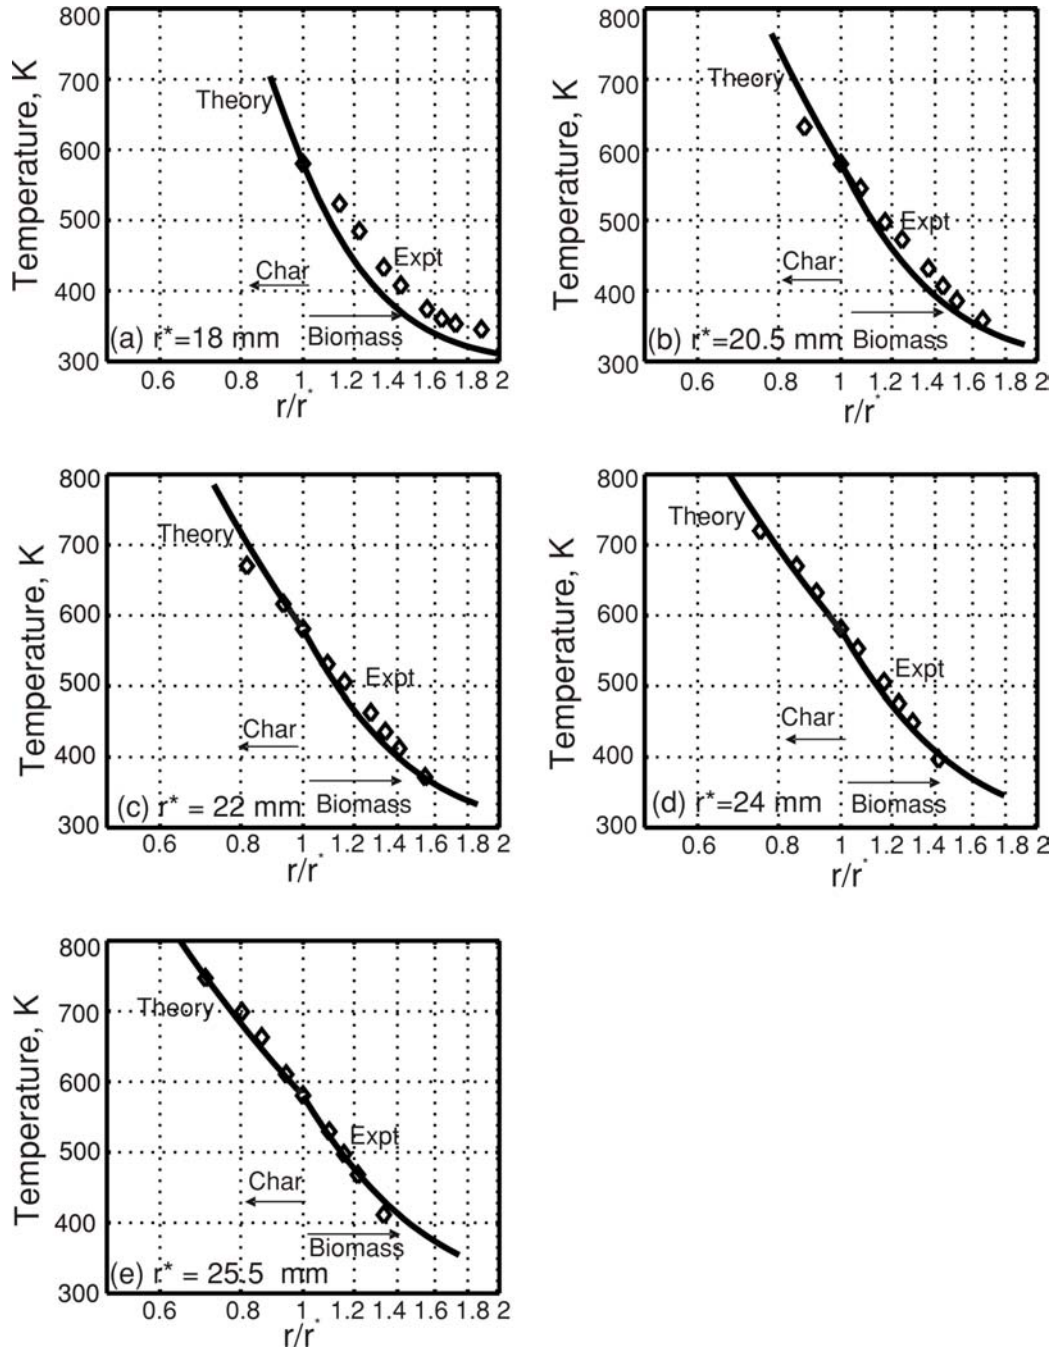 800
700
600
500
400
300
Temperature, K
Theory
Expt
Char
Biomass
(a) r*=18 mm
0.6 0.8 1 1.2 1.4 1.6 1.8 2
r/r*
800
700
600
500
400
300
Temperature, K
Theory
Expt
Char
Biomass
(b) r*=20.5 mm
0.6 0.8 1 1.2 1.4 1.6 1.8 2
r/r*
800
700
600
500
400
300
Temperature, K
Theory
Expt
Char
Biomass
(c) r* = 22 mm
0.6 0.8 1 1.2 1.4 1.6 1.8 2
r/r*
800
700
600
500
400
300
Temperature, K
Theory
Expt
Char
Biomass
(d) r*=24 mm
0.6 0.8 1 1.2 1.4 1.6 1.8 2
r/r*
800
700
600
500
400
300
Temperature, K
Theory
Expt
Char
Biomass
(e) r* = 25.5 mm
0.6 0.8 1 1.2 1.4 1.6 1.8 2
r/r*